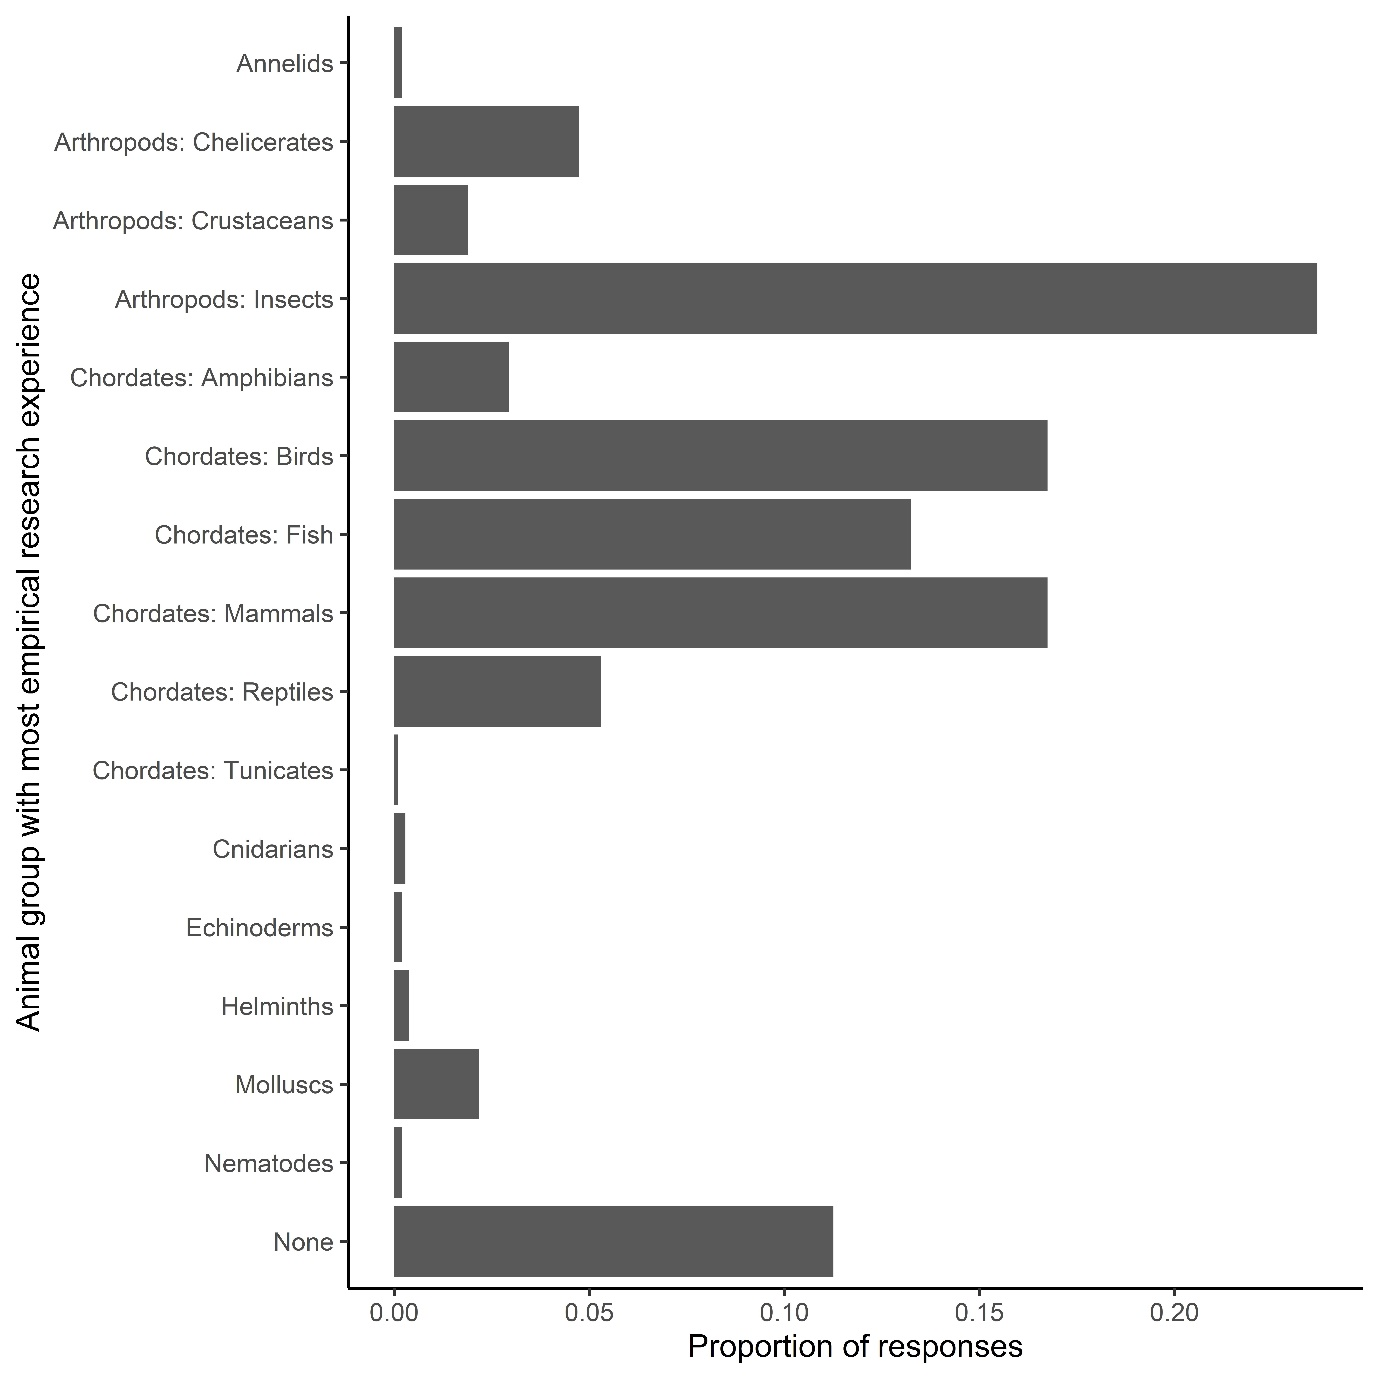 Animal group with most empirical research experience
Annelids
Arthropods: Chelicerates
Arthropods: Crustaceans
Arthropods: Insects
Chordates: Amphibians
Chordates: Birds
Chordates: Fish
Chordates: Mammals
Chordates: Reptiles
Chordates: Tunicates
Cnidarians
Echinoderms
Helminths
Molluscs
Nematodes
None
0.00 0.05 0.10 0.15 0.20
Proportion of responses